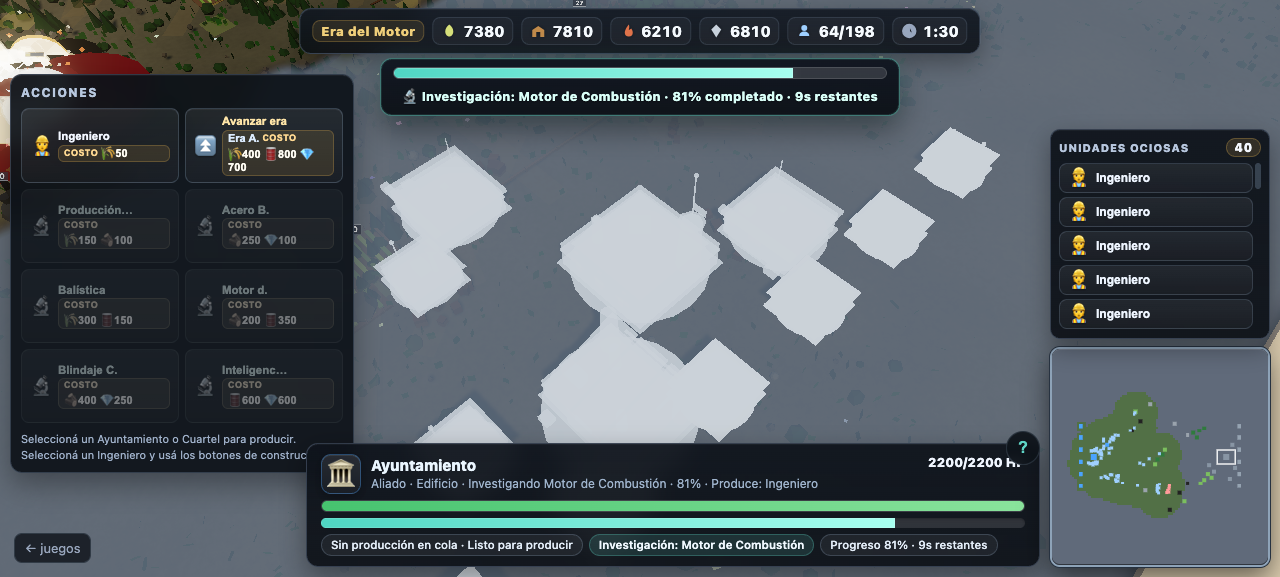 27
Era del Motor 7380 7810 6210 6810 64/198 1:30
Investigación: Motor de Combustión · 81% completado · 9s restantes
ACCIONES
Ingeniero
COSTO 50
Avanzar era
Era A. COSTO
400 800
700
Producción...
COSTO
150 100
Acero B.
COSTO
250 100
Balística
COSTO
300 150
Motor d.
COSTO
200 350
Blindaje C.
COSTO
400 250
Inteligenc...
COSTO
600 600
Seleccioná un Ayuntamiento o Cuartel para producir.
Seleccioná un Ingeniero y usá los botones de construc
UNIDADES OCIOSAS 40
Ingeniero
Ingeniero
Ingeniero
Ingeniero
Ingeniero
?
Ayuntamiento
2200/2200
Aliado · Edificio · Investigando Motor de Combustión · 81% · Produce: Ingeniero
Sin producción en cola · Listo para producir
Investigación: Motor de Combustión
Progreso 81% · 9s restantes
← juegos